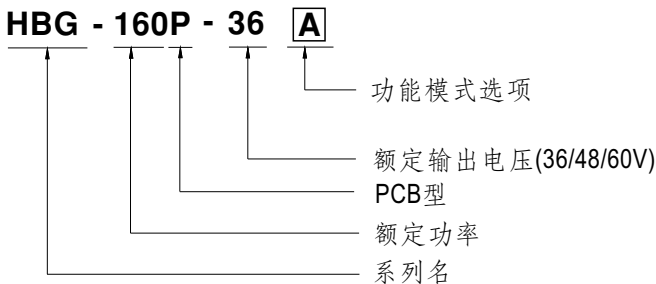 HBG - 160P - 36 A
功能模式选项
额定输出电压(36/48/60V)
PCB型
额定功率
系列名